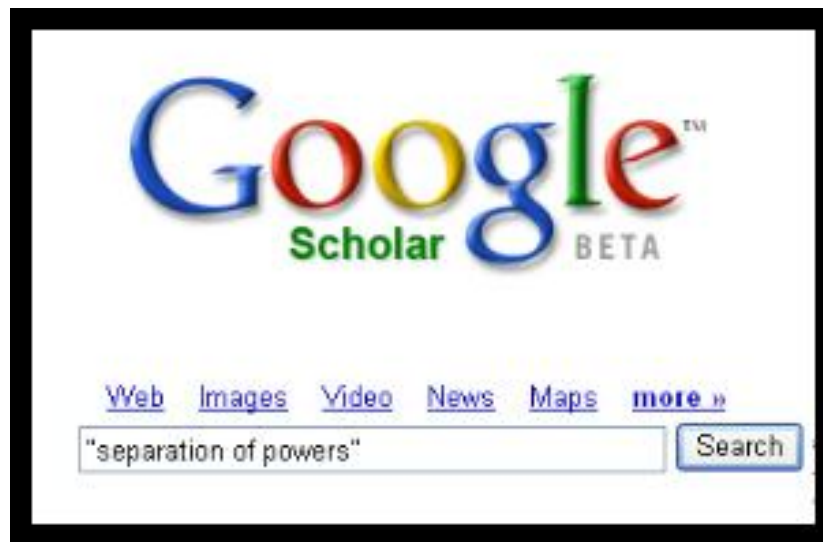 Google™
Scholar BETA
Web Images Video News Maps more »
"separation of powers" Search